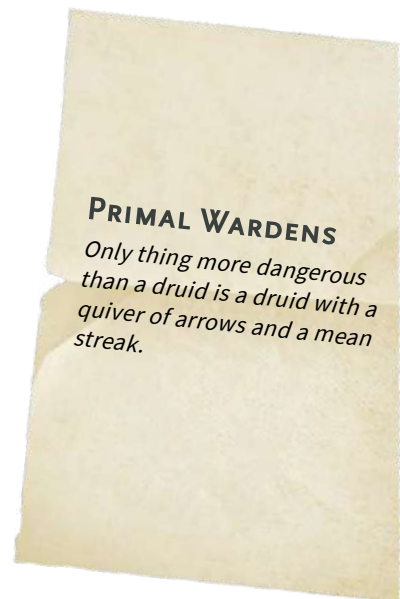 Primal Wardens
Only thing more dangerous
than a druid is a druid with a
quiver of arrows and a mean
streak.